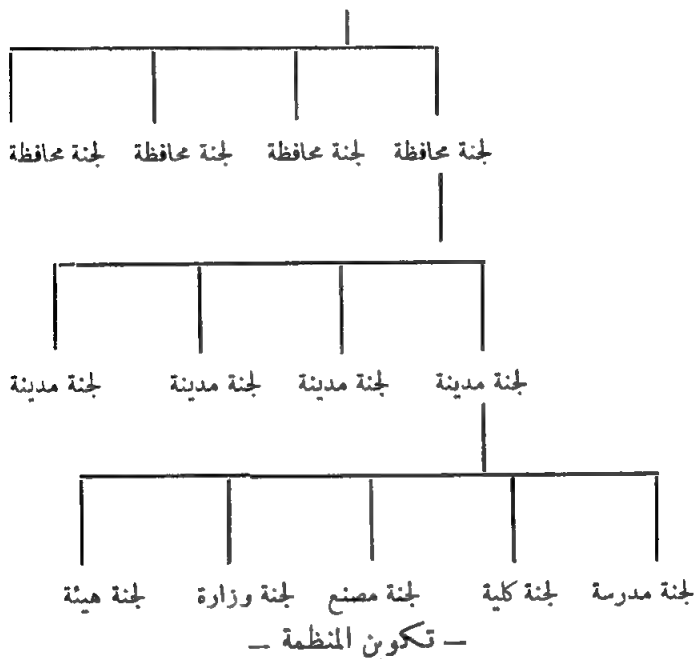 لجنة محافظة لجنة محافظة لجنة محافظة لجنة محافظة
لجنة مدينة لجنة مدينة لجنة مدينة لجنة مدينة
لجنة مدرسة لجنة كلية لجنة مصنع لجنة وزارة لجنة هيئة
— تكوين المنظمة —